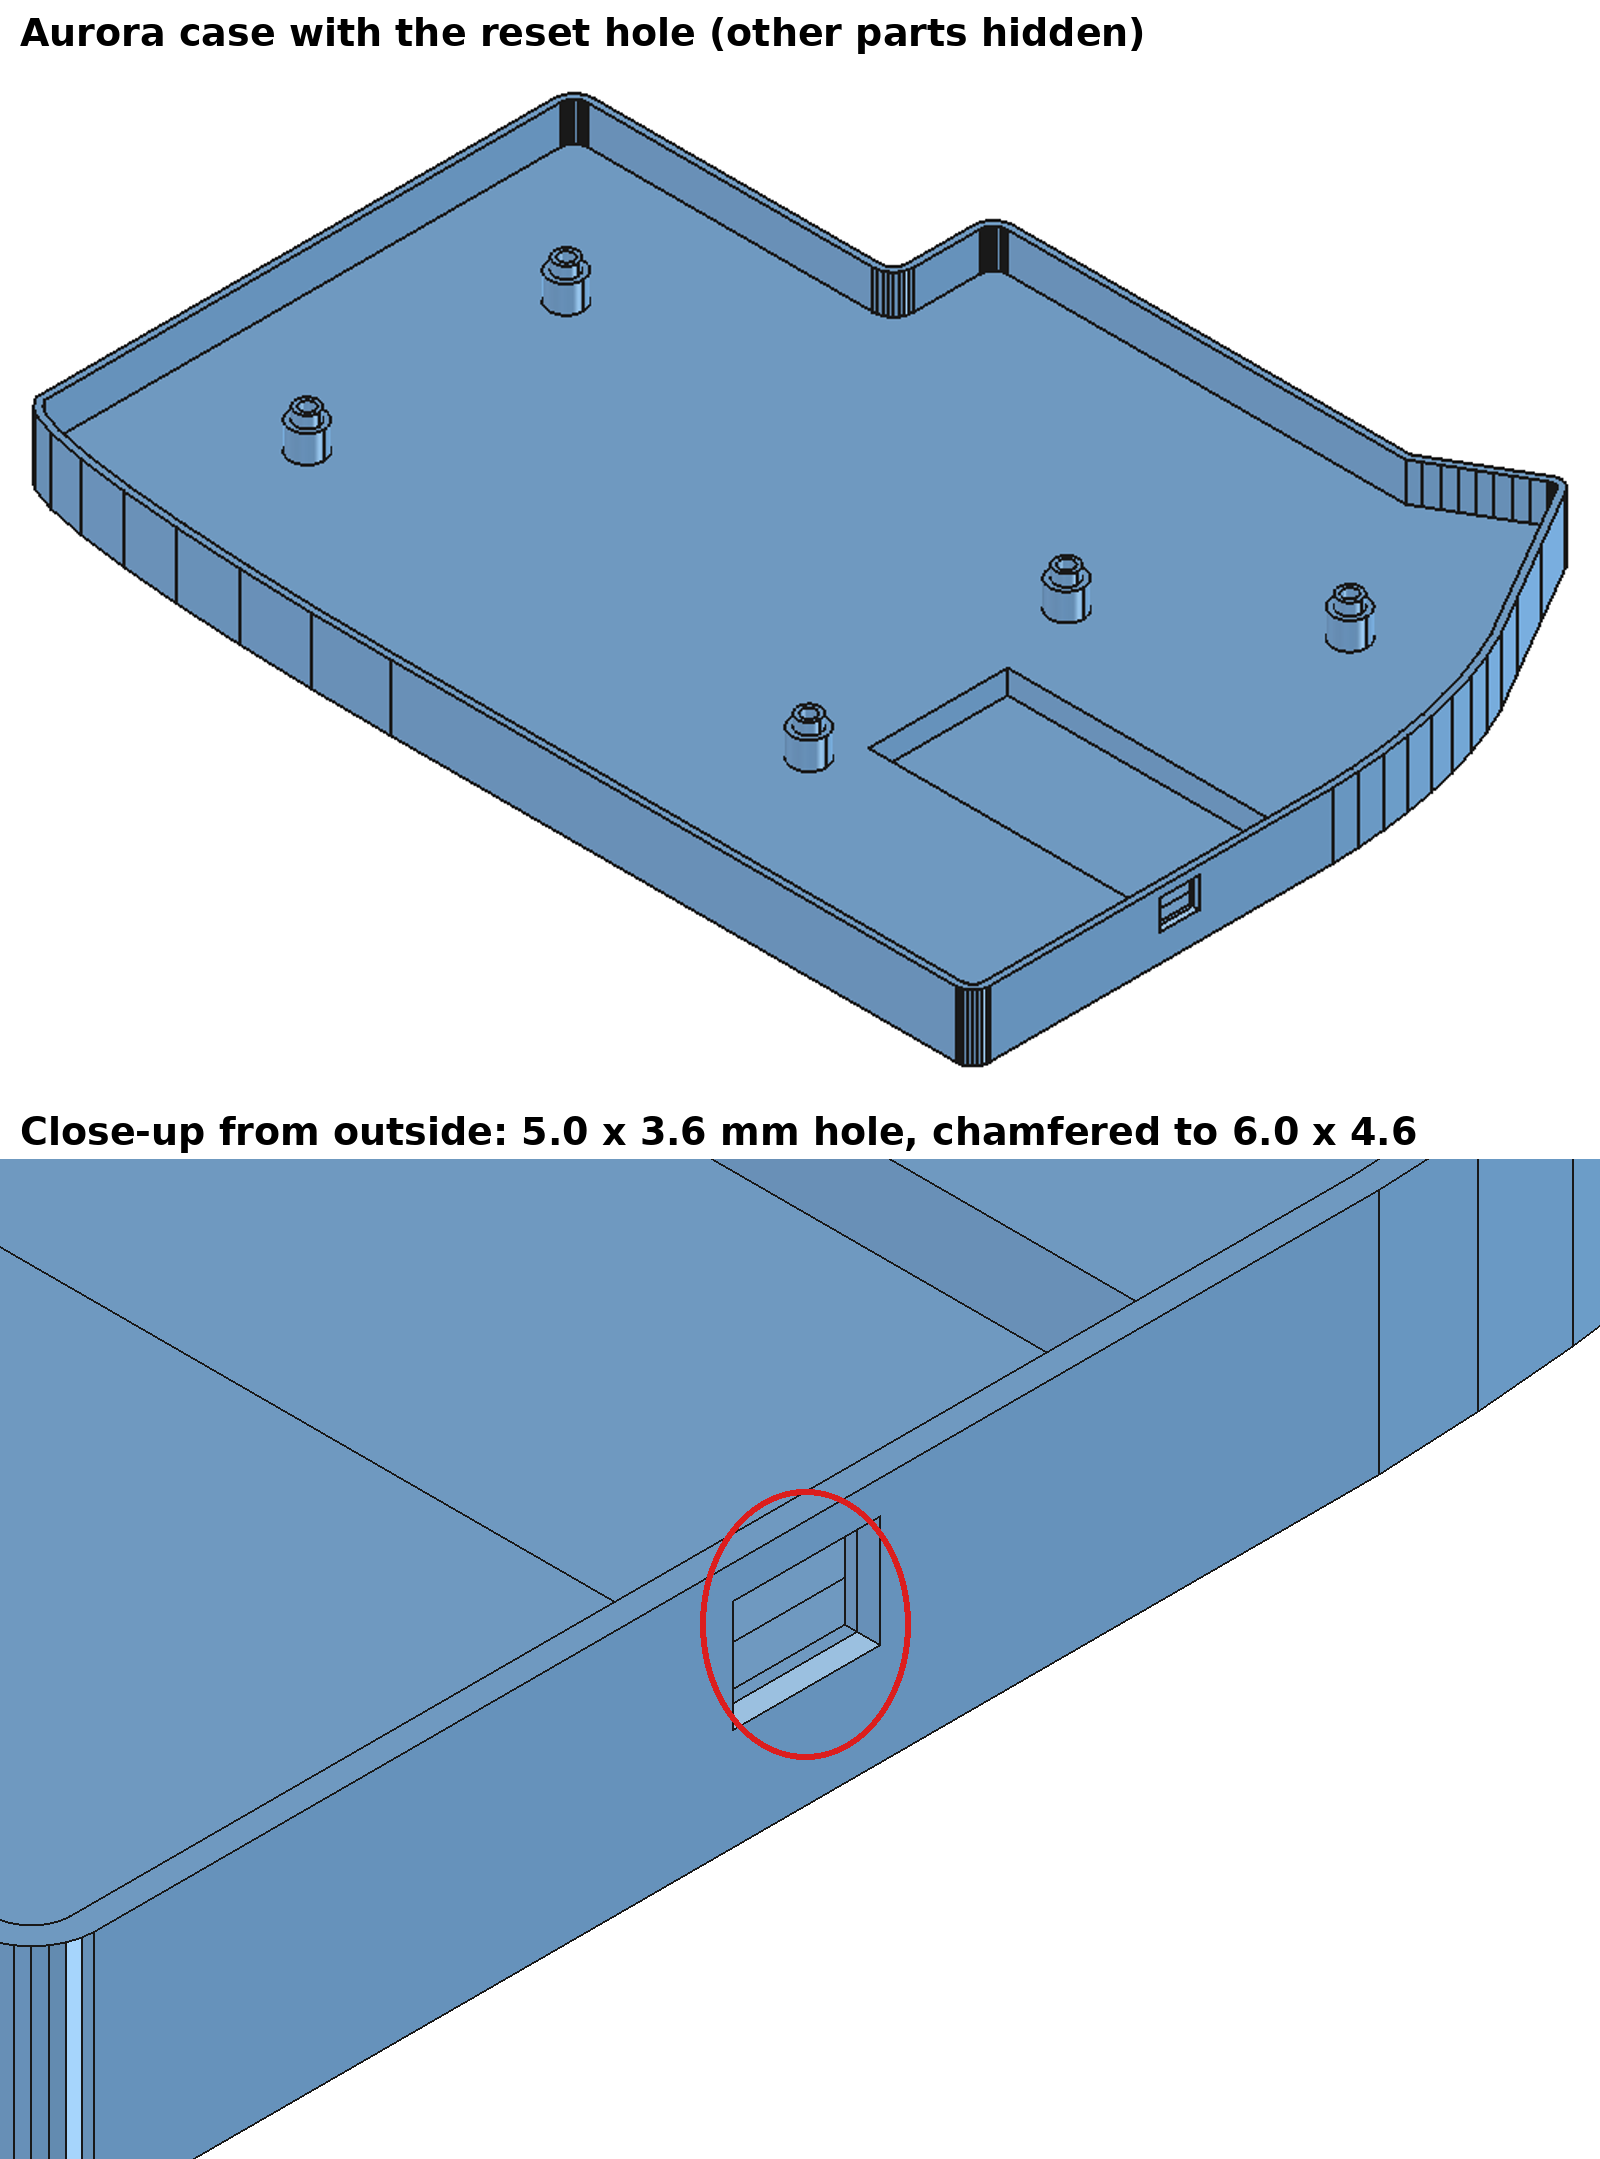 Aurora case with the reset hole (other parts hidden)
Close-up from outside: 5.0 x 3.6 mm hole, chamfered to 6.0 x 4.6